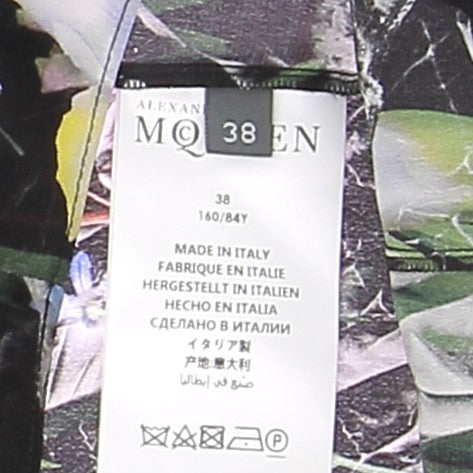 ALEXAN
MQ EEN
38
38
160/84Y
MADE IN ITALY
FABRIQUE EN ITALIE
HERGESTELLT IN ITALIEN
HECHO EN ITALIA
СДЕЛАНО В ИТАЛИИ
イタリア製
产地:意大利
صنع في إيطاليا
P